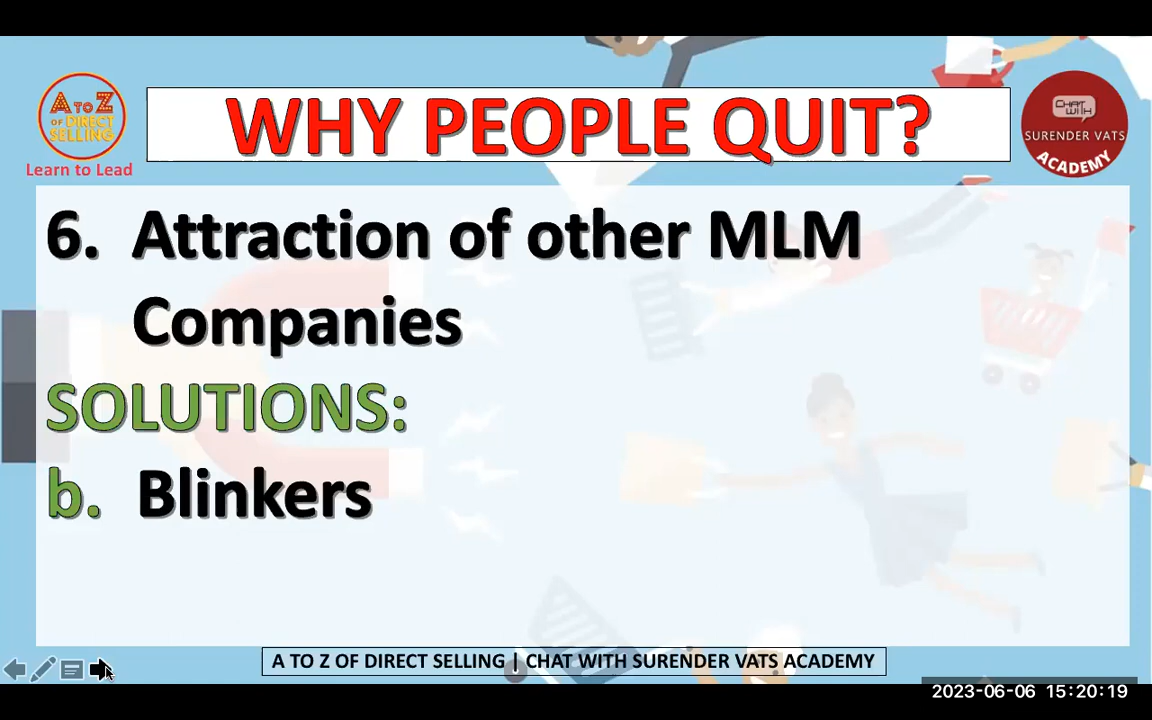 WHY PEOPLE QUIT?
A TO Z
OF DIRECT
SELLING
Learn to Lead
CHAT
WITH
SURENDER VATS
ACADEMY
6. Attraction of other MLM
Companies
SOLUTIONS:
b. Blinkers
A TO Z OF DIRECT SELLING | CHAT WITH SURENDER VATS ACADEMY
2023-06-06 15:20:19